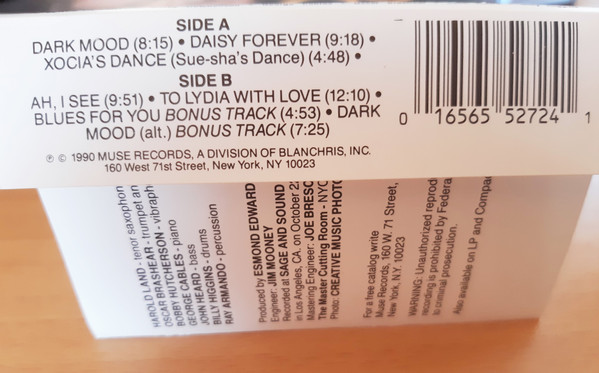 SIDE A
DARK MOOD (8:15) • DAISY FOREVER (9:18) •
XOCIA'S DANCE (Sue-sha's Dance) (4:48) •
SIDE B
AH, I SEE (9:51) • TO LYDIA WITH LOVE (12:10) •
BLUES FOR YOU BONUS TRACK (4:53) • DARK
MOOD (alt.) BONUS TRACK (7:25)
℗ © 1990 MUSE RECORDS, A DIVISION OF BLANCHRIS, INC.
160 West 71st Street, New York, NY 10023
0 16565 52724 1
HAROLD LAND - tenor saxophon
OSCAR BRASHEAR - trumpet an
BOBBY HUTCHERSON - vibraph
GEORGE CABLES - piano
JOHN HEARD - bass
BILLY HIGGINS - drums
RAY ARMANDO - percussion
Produced by ESMOND EDWARD
Engineer: JIM MOONEY
Recorded at SAGE AND SOUND
in Los Angeles, CA. on October 2
Mastering Engineer: JOE BRESC
The Master Cutting Room - NYC
Photo: CREATIVE MUSIC PHOTO
For a free catalog write
Muse Records, 160 W. 71 Street,
New York, N.Y. 10023
WARNING: Unauthorized reprod
recording is prohibited by Federa
to criminal prosecution.
Also available on LP and Compa